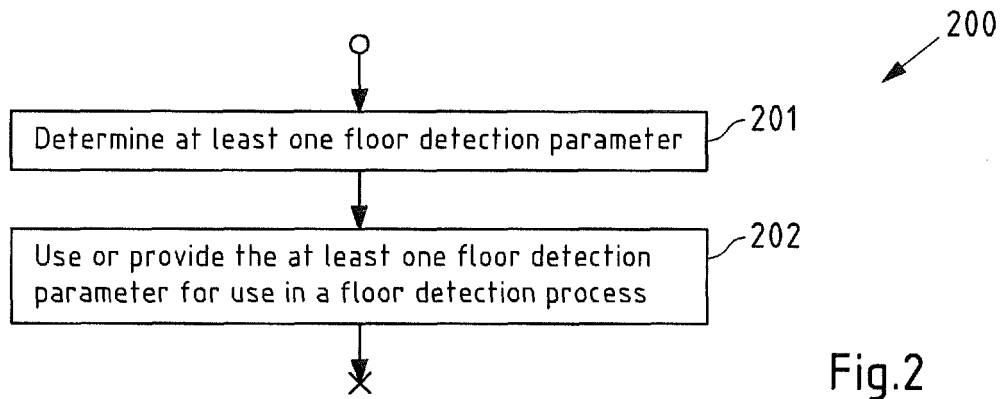 200
Determine at least one floor detection parameter
201
Use or provide the at least one floor detection
parameter for use in a floor detection process
202
Fig.2